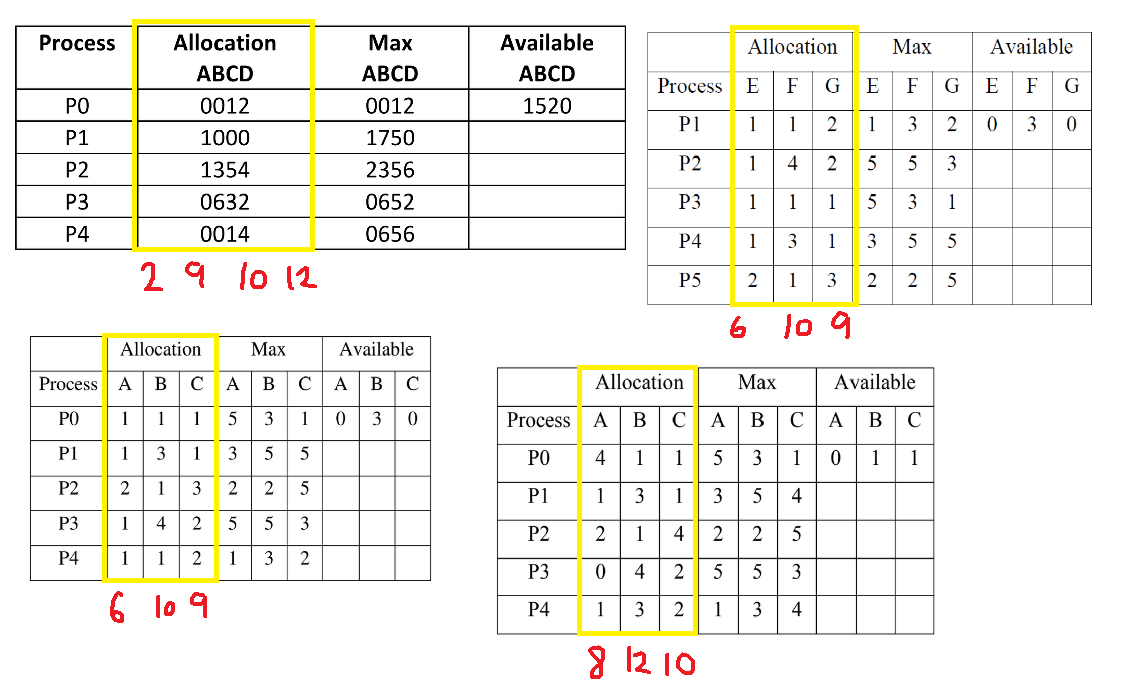 Process Allocation Max Available
ABCD ABCD ABCD
P0 0012 0012 1520
P1 1000 1750
P2 1354 2356
P3 0632 0652
P4 0014 0656
2 9 10 12
Allocation Max Available
Process E F G E F G E F G
P1 1 1 2 1 3 2 0 3 0
P2 1 4 2 5 5 3
P3 1 1 1 5 3 1
P4 1 3 1 3 5 5
P5 2 1 3 2 2 5
6 10 9
Allocation Max Available
Process A B C A B C A B C
P0 1 1 1 5 3 1 0 3 0
P1 1 3 1 3 5 5
P2 2 1 3 2 2 5
P3 1 4 2 5 5 3
P4 1 1 2 1 3 2
6 10 9
Allocation Max Available
Process A B C A B C A B C
P0 4 1 1 5 3 1 0 1 1
P1 1 3 1 3 5 4
P2 2 1 4 2 2 5
P3 0 4 2 5 5 3
P4 1 3 2 1 3 4
8 12 10